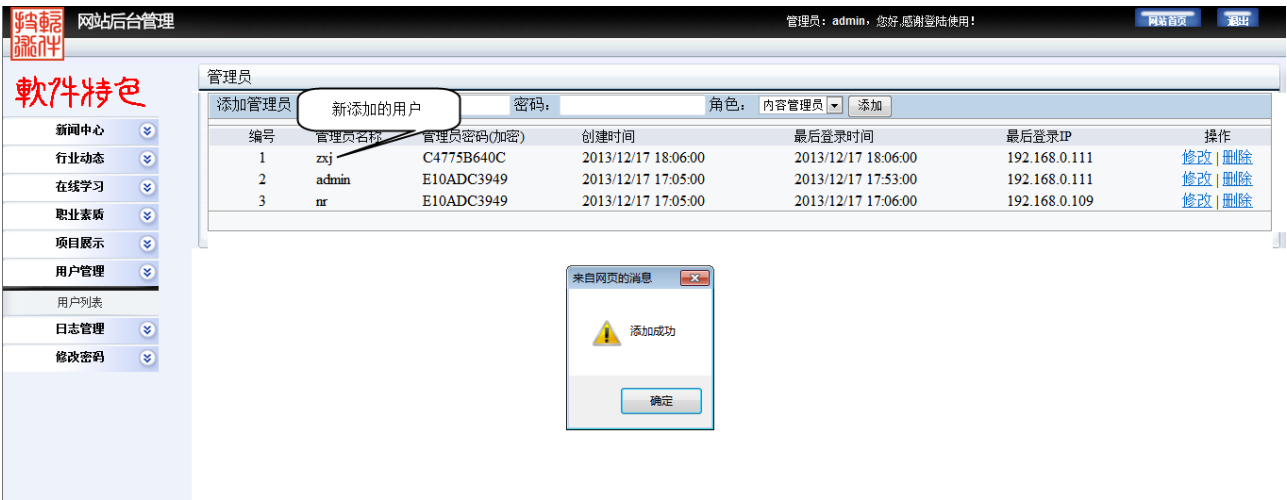 网站后台管理
管理员：admin，您好,感谢登陆使用！
网站首页 退出
軟件特色
管理员
添加管理员 密码： 角色： 内容管理员 添加
新添加的用户
编号 管理员名称 管理员密码(加密) 创建时间 最后登录时间 最后登录IP 操作
1 zxj C4775B640C 2013/12/17 18:06:00 2013/12/17 18:06:00 192.168.0.111 修改 | 删除
2 admin E10ADC3949 2013/12/17 17:05:00 2013/12/17 17:53:00 192.168.0.111 修改 | 删除
3 nr E10ADC3949 2013/12/17 17:05:00 2013/12/17 17:06:00 192.168.0.109 修改 | 删除
新闻中心
行业动态
在线学习
职业素质
项目展示
用户管理
用户列表
日志管理
修改密码
来自网页的消息
添加成功
确定